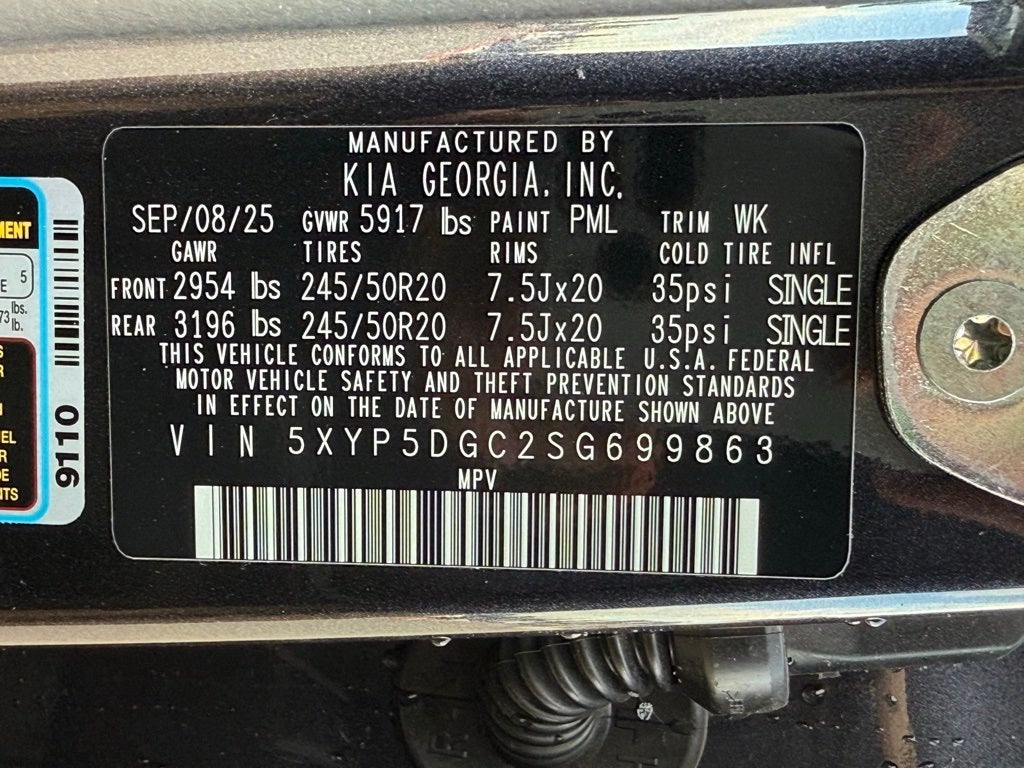 MANUFACTURED BY
KIA GEORGIA, INC.
SEP/08/25 GVWR 5917 lbs PAINT PML TRIM WK
GAWR TIRES RIMS COLD TIRE INFL
FRONT 2954 lbs 245/50R20 7.5Jx20 35psi SINGLE
REAR 3196 lbs 245/50R20 7.5Jx20 35psi SINGLE
THIS VEHICLE CONFORMS TO ALL APPLICABLE U.S.A. FEDERAL
MOTOR VEHICLE SAFETY AND THEFT PREVENTION STANDARDS
IN EFFECT ON THE DATE OF MANUFACTURE SHOWN ABOVE
VIN 5XYP5DGC2SG699863
MPV
5
lbs.
lb.
9110